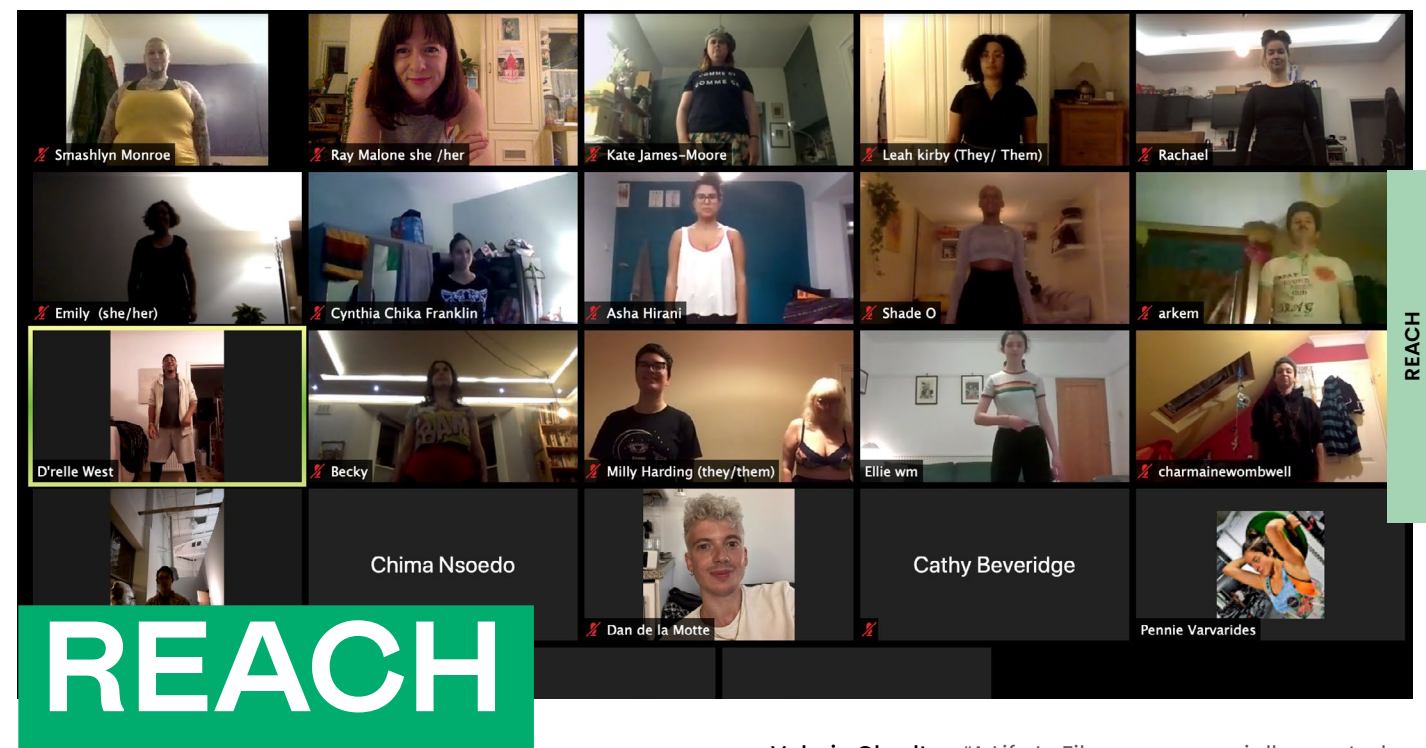 Smashlyn Monroe
Ray Malone she /her
Kate James-Moore
Leah kirby (They/ Them)
Rachael
Emily (she/her)
Cynthia Chika Franklin
Asha Hirani
Shade O
arkem
D'relle West
Becky
Milly Harding (they/them)
Ellie wm
charmainewombwell
Chima Nsoedo
Dan de la Motte
Cathy Beveridge
Pennie Varvarides
REACH
REACH